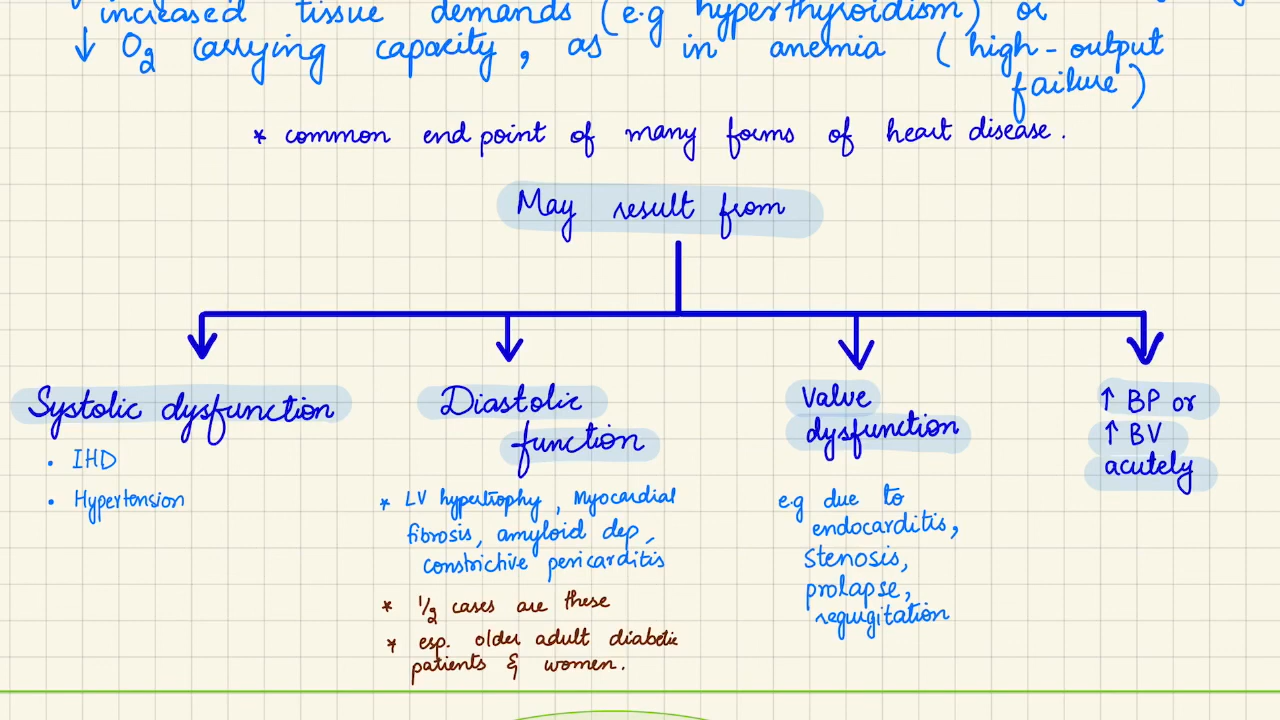 increased tissue demands (e.g hyperthyroidism) or
↓ O2 carrying capacity, as in anemia (high-output
failure)
* common end point of many forms of heart disease.
May result from
Systolic dysfunction
• IHD
• Hypertension
Diastolic
function
* LV hypertrophy, Myocardial
fibrosis, amyloid dep,
constrictive pericarditis
* 1/2 cases are these
* esp. older adult diabetic
patients & women.
Valve
dysfunction
e.g due to
endocarditis,
stenosis,
prolapse,
regurgitation
↑ BP or
↑ BV
acutely